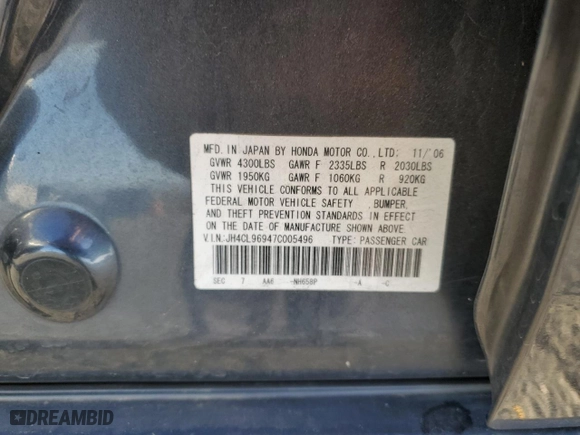 MFD. IN JAPAN BY HONDA MOTOR CO.,LTD: 11/'06
GVWR 4300LBS GAWR F 2335LBS R 2030LBS
GVWR 1950KG GAWR F 1060KG R 920KG
THIS VEHICLE CONFORMS TO ALL APPLICABLE
FEDERAL MOTOR VEHICLE SAFETY ,BUMPER,
AND THEFT PREVENTION STANDARDS IN EFFECT
ON THE DATE OF MANUFACTURE SHOWN ABOVE.
V.I.N:JH4CL96947C005496 TYPE: PASSENGER CAR
SEC 7 AA6 -NH658P -A -C
DREAMBID